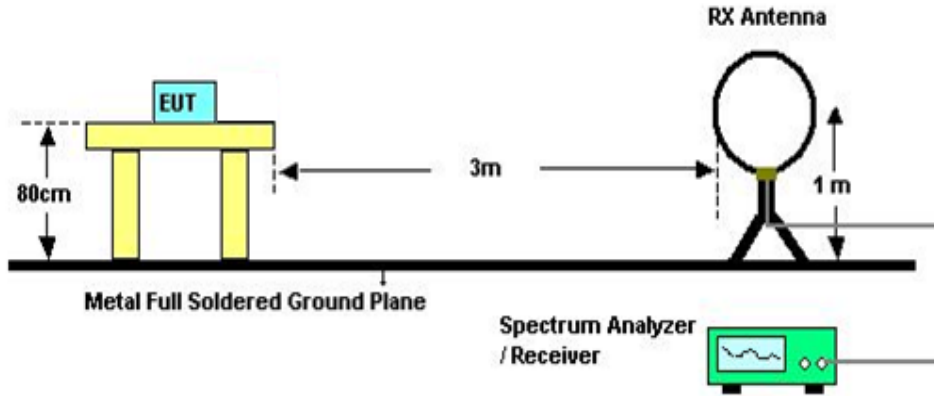 RX Antenna
EUT
3m
80cm
1 m
Metal Full Soldered Ground Plane
Spectrum Analyzer
/ Receiver